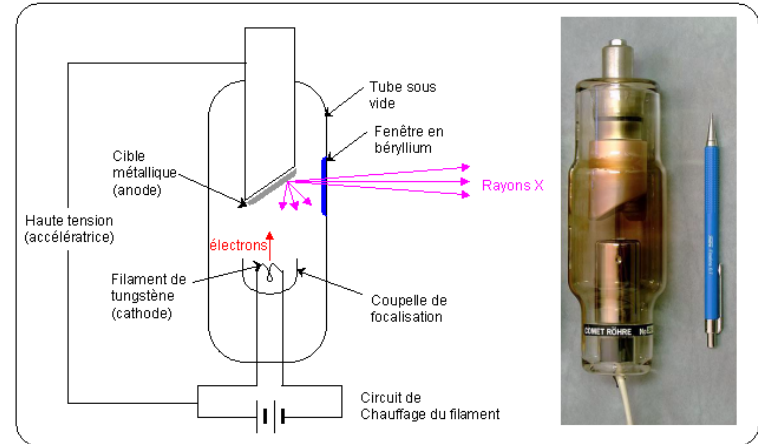 Tube sous
vide
Fenêtre en
béryllium
Cible
métallique
(anode)
Rayons X
Haute tension
(accélératrice)
électrons
Filament de
tungstène
(cathode)
Coupelle de
focalisation
Circuit de
Chauffage du filament
COMET RÖHRE